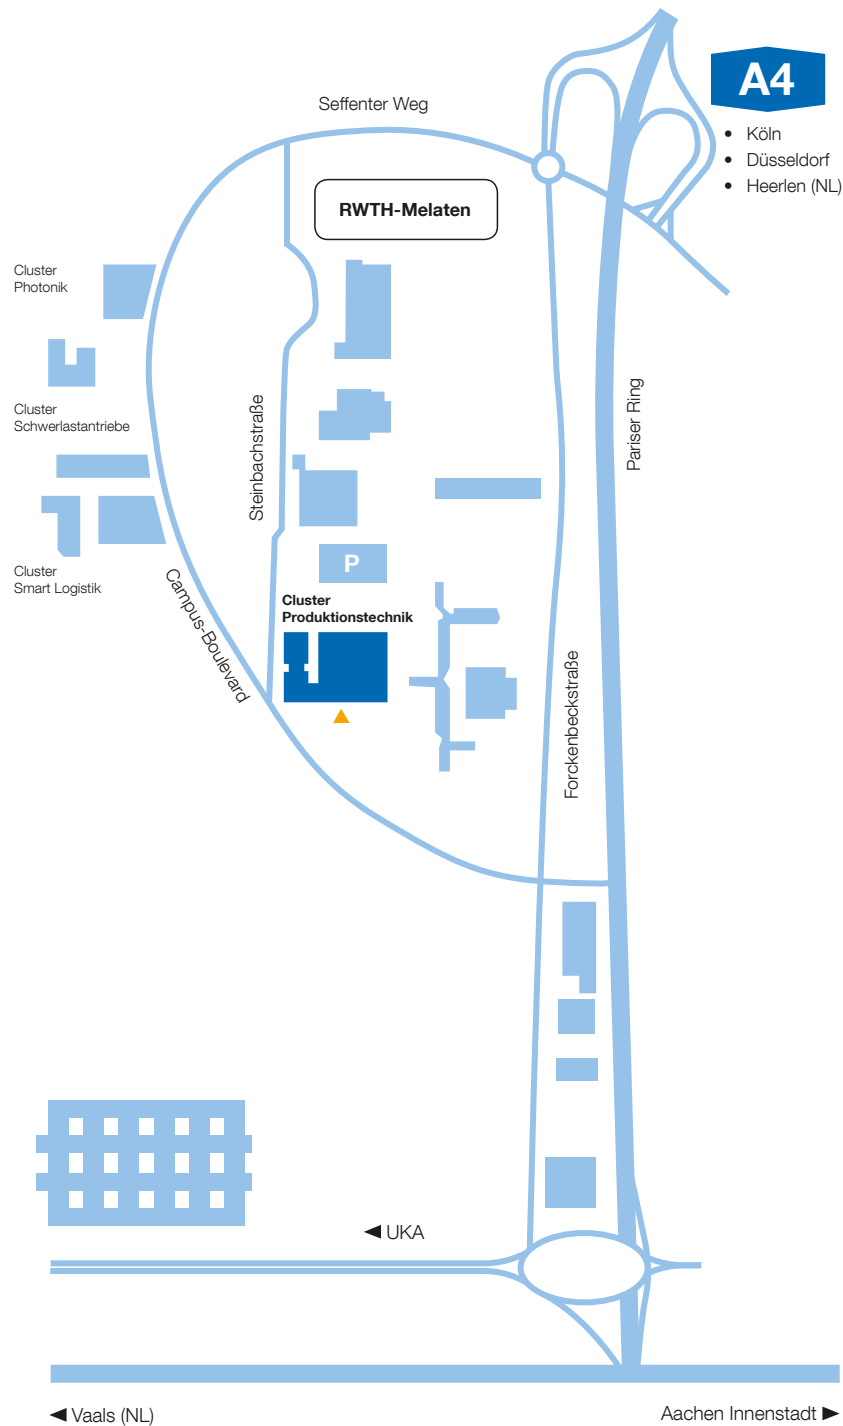 A4
Seffenter Weg
• Köln
• Düsseldorf
• Heerlen (NL)
RWTH-Melaten
Cluster
Photonik
Cluster
Schwerlastantriebe
Steinbachstraße
Pariser Ring
P
Cluster
Smart Logistik
Campus-Boulevard
Cluster
Produktionstechnik
Forckenbeckstraße
◄ UKA
◄ Vaals (NL)
Aachen Innenstadt ►